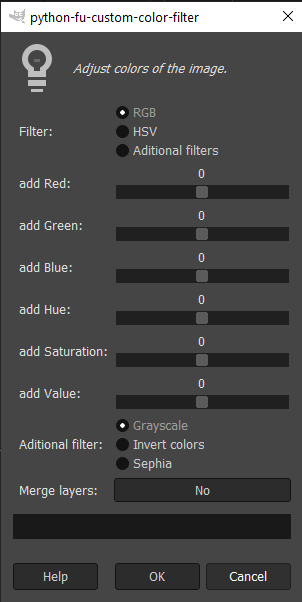 python-fu-custom-color-filter
Adjust colors of the image.
Filter:
RGB
HSV
Aditional filters
add Red:
0
add Green:
0
add Blue:
0
add Hue:
0
add Saturation:
0
add Value:
0
Aditional filter:
Grayscale
Invert colors
Sephia
Merge layers:
No
Help
OK
Cancel